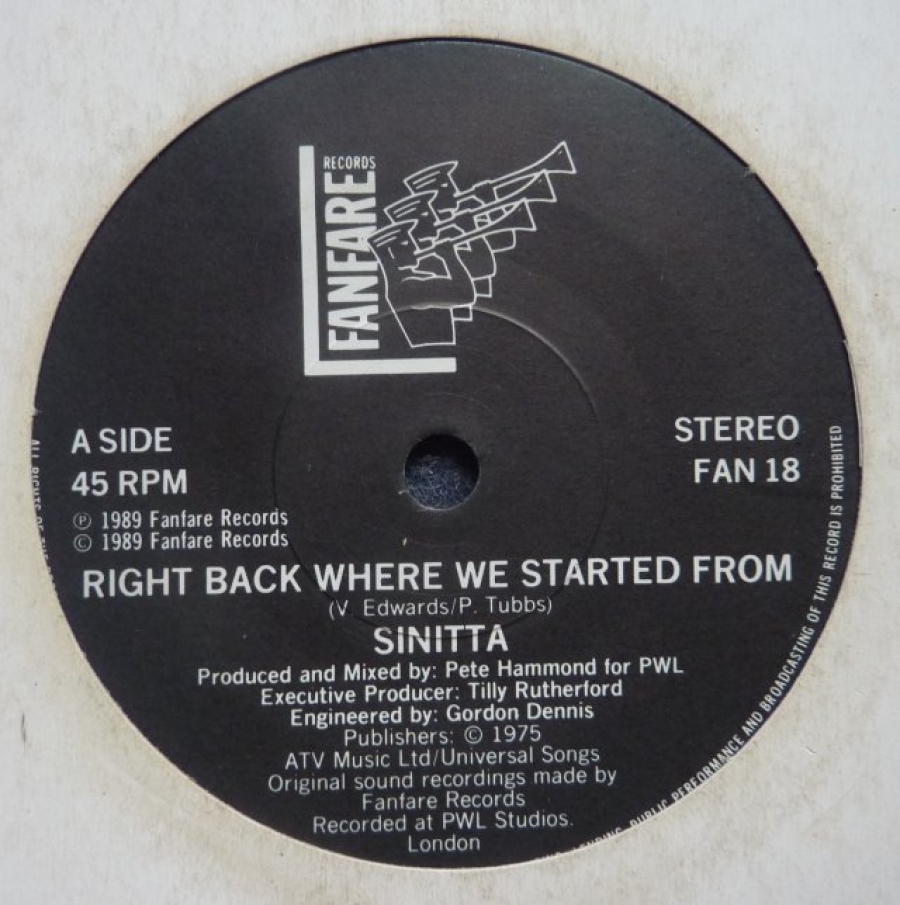 RECORDS
FANFARE
A SIDE
45 RPM
℗ 1989 Fanfare Records
© 1989 Fanfare Records
STEREO
FAN 18
RIGHT BACK WHERE WE STARTED FROM
(V. Edwards/P. Tubbs)
SINITTA
Produced and Mixed by: Pete Hammond for PWL
Executive Producer: Tilly Rutherford
Engineered by: Gordon Dennis
Publishers: © 1975
ATV Music Ltd/Universal Songs
Original sound recordings made by
Fanfare Records
Recorded at PWL Studios.
London
ALL RIGHTS OF
PUBLIC PERFORMANCE AND BROADCASTING OF THIS RECORD IS PROHIBITED